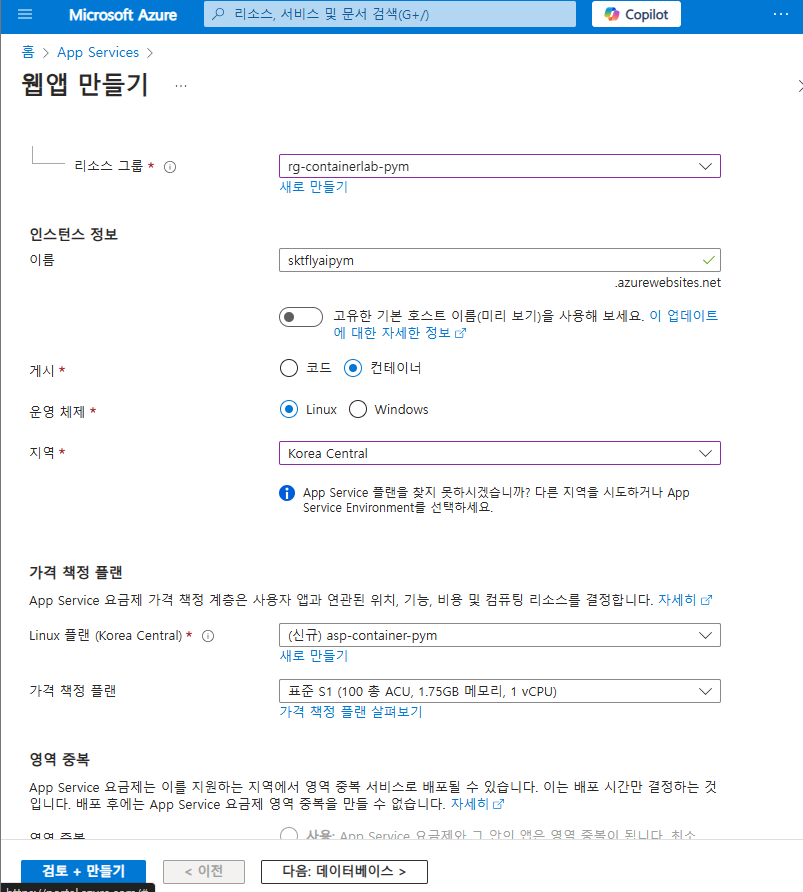 Microsoft Azure
리소스, 서비스 및 문서 검색(G+/)
Copilot
홈 > App Services >
웹앱 만들기
리소스 그룹 *
rg-containerlab-pym
새로 만들기
인스턴스 정보
이름
sktflyaipym
.azurewebsites.net
고유한 기본 호스트 이름(미리 보기)을 사용해 보세요. 이 업데이트
에 대한 자세한 정보
게시 *
코드
컨테이너
운영 체제 *
Linux
Windows
지역 *
Korea Central
App Service 플랜을 찾지 못하시겠습니까? 다른 지역을 시도하거나 App
Service Environment를 선택하세요.
가격 책정 플랜
App Service 요금제 가격 책정 계층은 사용자 앱과 연관된 위치, 기능, 비용 및 컴퓨팅 리소스를 결정합니다. 자세히
Linux 플랜 (Korea Central) *
(신규) asp-container-pym
새로 만들기
가격 책정 플랜
표준 S1 (100 총 ACU, 1.75GB 메모리, 1 vCPU)
가격 책정 플랜 살펴보기
영역 중복
App Service 요금제는 이를 지원하는 지역에서 영역 중복 서비스로 배포될 수 있습니다. 이는 배포 시간만 결정하는 것
입니다. 배포 후에는 App Service 요금제 영역 중복을 만들 수 없습니다. 자세히
영역 중복
사용: App Service 요금제와 그 안의 앱은 영역 중복이 됩니다. 최소
검토 + 만들기
< 이전
다음: 데이터베이스 >